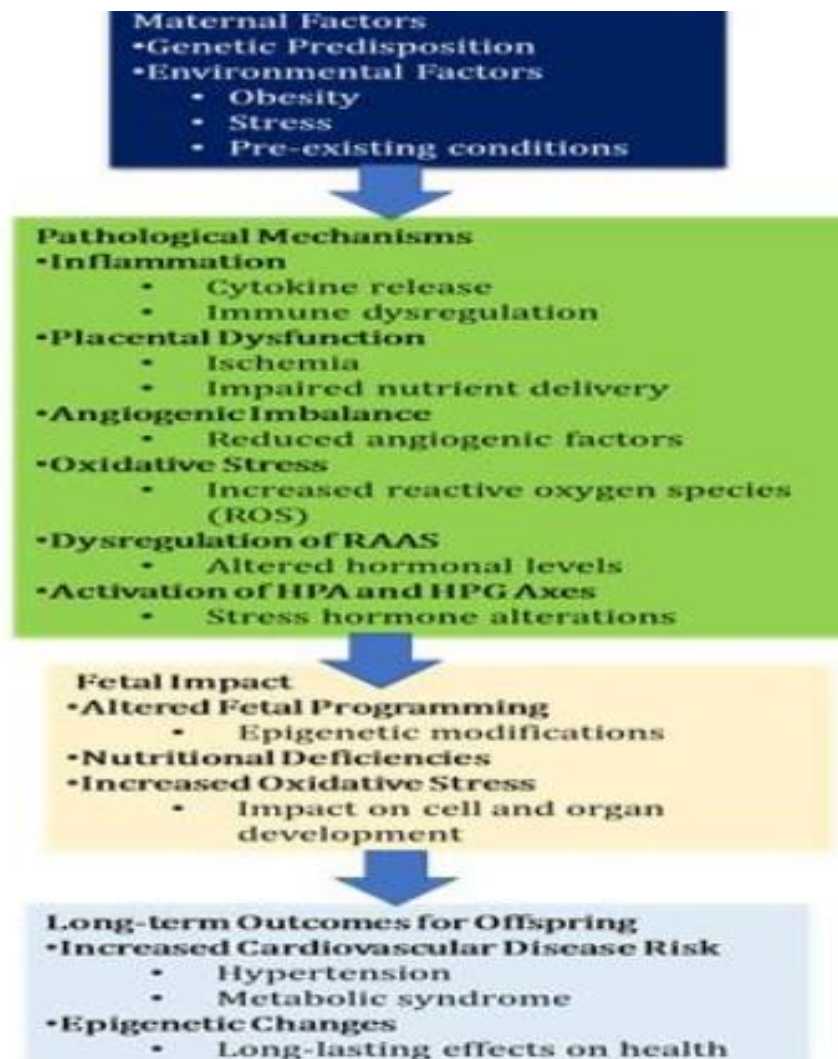 Maternal Factors
•Genetic Predisposition
•Environmental Factors
• Obesity
• Stress
• Pre-existing conditions
Pathological Mechanisms
•Inflammation
• Cytokine release
• Immune dysregulation
•Placental Dysfunction
• Ischemia
• Impaired nutrient delivery
•Angiogenic Imbalance
• Reduced angiogenic factors
•Oxidative Stress
• Increased reactive oxygen species
(ROS)
•Dysregulation of RAAS
• Altered hormonal levels
•Activation of HPA and HPG Axes
• Stress hormone alterations
Fetal Impact
•Altered Fetal Programming
• Epigenetic modifications
•Nutritional Deficiencies
•Increased Oxidative Stress
• Impact on cell and organ
development
Long-term Outcomes for Offspring
•Increased Cardiovascular Disease Risk
• Hypertension
• Metabolic syndrome
•Epigenetic Changes
• Long-lasting effects on health